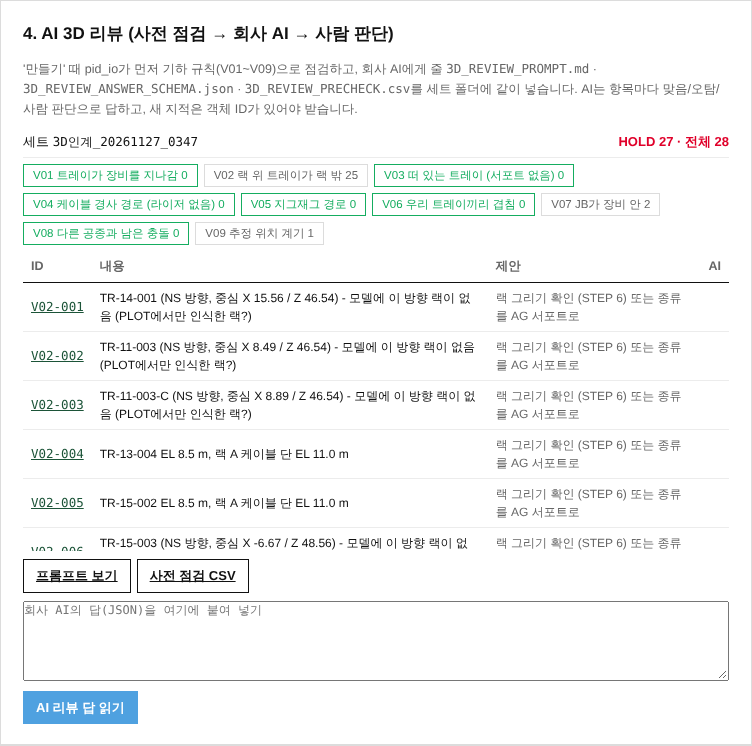 4. AI 3D 리뷰 (사전 점검 → 회사 AI → 사람 판단)
'만들기' 때 pid_io가 먼저 기하 규칙(V01~V09)으로 점검하고, 회사 AI에게 줄 3D_REVIEW_PROMPT.md ·
3D_REVIEW_ANSWER_SCHEMA.json · 3D_REVIEW_PRECHECK.csv를 세트 폴더에 같이 넣습니다. AI는 항목마다 맞음/오탐/
사람 판단으로 답하고, 새 지적은 객체 ID가 있어야 받습니다.
세트 3D인계_20261127_0347 HOLD 27 · 전체 28
V01 트레이가 장비를 지나감 0 V02 랙 위 트레이가 랙 밖 25 V03 떠 있는 트레이 (서포트 없음) 0
V04 케이블 경사 경로 (라이저 없음) 0 V05 지그재그 경로 0 V06 우리 트레이끼리 겹침 0 V07 JB가 장비 안 2
V08 다른 공종과 남은 충돌 0 V09 추정 위치 계기 1
ID 내용 제안 AI
V02-001 TR-14-001 (NS 방향, 중심 X 15.56 / Z 46.54) - 모델에 이 방향 랙이 없 랙 그리기 확인 (STEP 6) 또는 종류
음 (PLOT에서만 인식한 랙?) 를 AG 서포트로
V02-002 TR-11-003 (NS 방향, 중심 X 8.49 / Z 46.54) - 모델에 이 방향 랙이 없음 랙 그리기 확인 (STEP 6) 또는 종류
(PLOT에서만 인식한 랙?) 를 AG 서포트로
V02-003 TR-11-003-C (NS 방향, 중심 X 8.89 / Z 46.54) - 모델에 이 방향 랙이 없 랙 그리기 확인 (STEP 6) 또는 종류
음 (PLOT에서만 인식한 랙?) 를 AG 서포트로
V02-004 TR-13-004 EL 8.5 m, 랙 A 케이블 단 EL 11.0 m 랙 그리기 확인 (STEP 6) 또는 종류
를 AG 서포트로
V02-005 TR-15-002 EL 8.5 m, 랙 A 케이블 단 EL 11.0 m 랙 그리기 확인 (STEP 6) 또는 종류
를 AG 서포트로
TR-15-003 (NS 방향, 중심 X -6.67 / Z 48.56) - 모델에 이 방향 랙이 없 랙 그리기 확인 (STEP 6) 또는 종류
프롬프트 보기 사전 점검 CSV
회사 AI의 답(JSON)을 여기에 붙여 넣기
AI 리뷰 답 읽기